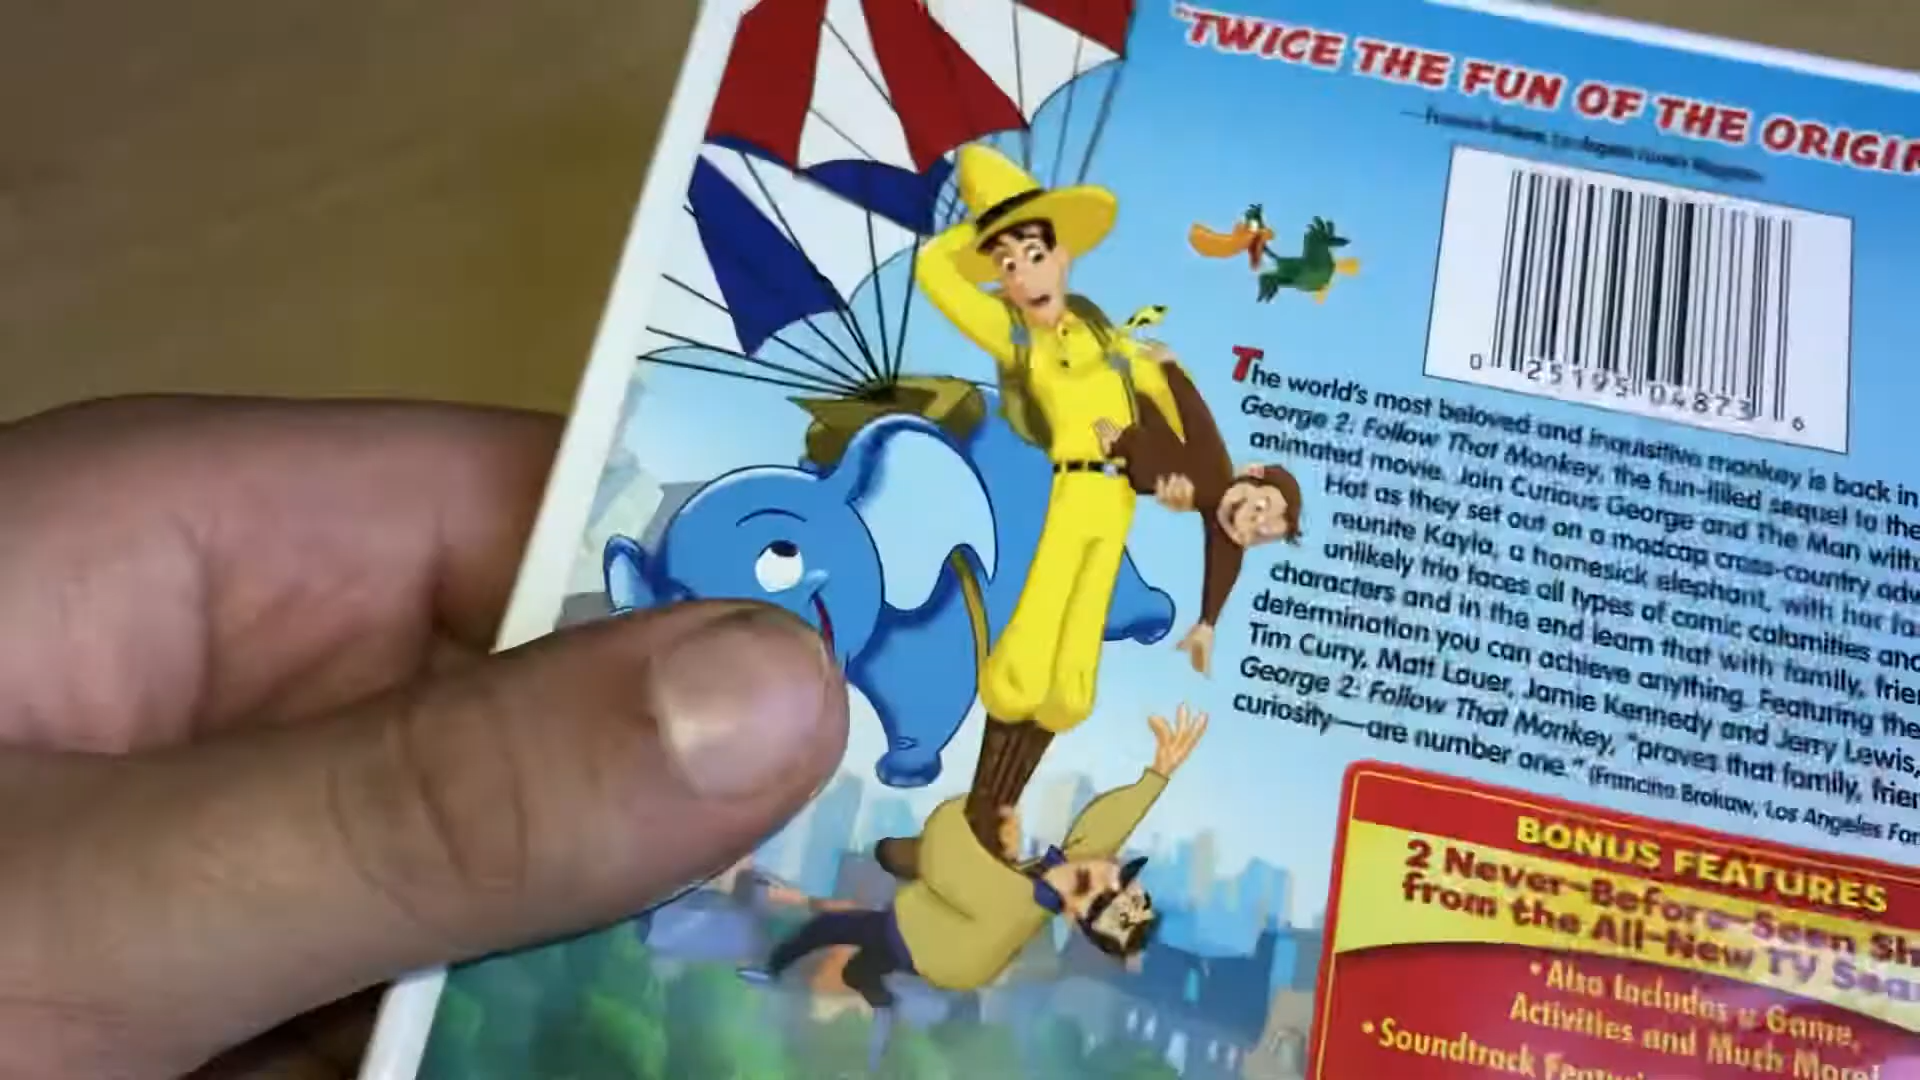 "TWICE THE FUN OF THE ORIGIN
0 25195 04873 6
The world's most beloved and inquisitive monkey is back in
George 2: Follow That Monkey, the fun-filled sequel to the
animated movie. Join Curious George and The Man with
Hat as they set out on a madcap cross-country adv
reunite Kayla, a homesick elephant, with her fa
unlikely trio faces all types of comic calamities and
characters and in the end learn that with family, frien
determination you can achieve anything. Featuring the
Tim Curry, Matt Lauer, Jamie Kennedy and Jerry Lewis,
George 2: Follow That Monkey, "proves that family, frien
curiosity—are number one." (Francine Brokaw, Los Angeles Fam
BONUS FEATURES
2 Never-Before-Seen Sh
from the All-New TV Seas
• Also Includes a Game,
Activities and Much More!
• Soundtrack Featuri